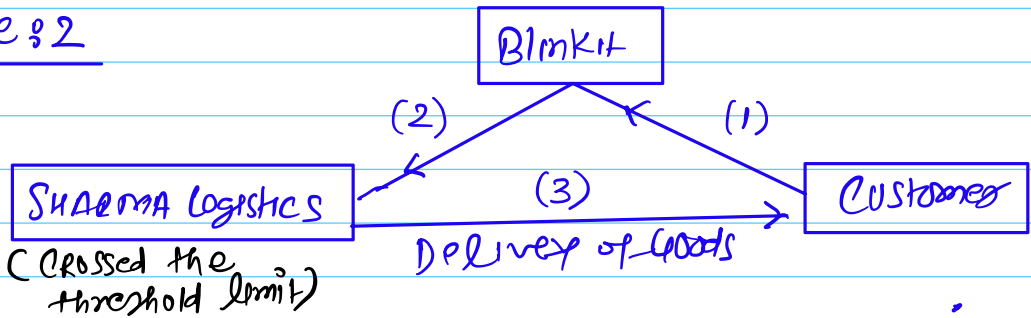 e : 2
BlinKit
(2)
(1)
SHARMA Logistics
(3)
Customer
Delivery of Goods
(Crossed the
threshold limit)